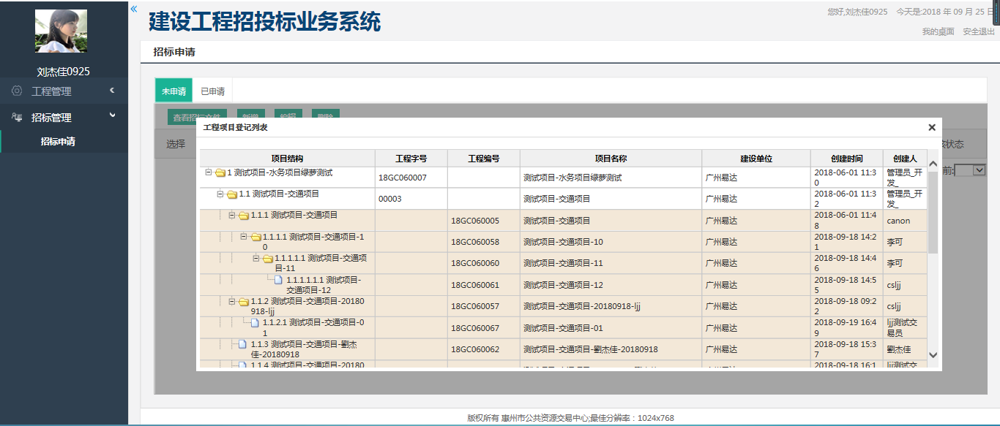 刘杰佳0925
工程管理
招标管理
招标申请
建设工程招投标业务系统
您好,刘杰佳0925 今天是:2018 年 09 月 25 日
我的桌面 安全退出
招标申请
未申请 已申请
查看招标文件 新增 编辑 删除
选择 状态
前:
工程项目登记列表
项目结构 工程字号 工程编号 项目名称 建设单位 创建时间 创建人
1 测试项目-水务项目绿萝测试 18GC060007 测试项目-水务项目绿萝测试 广州易达 2018-06-01 11:3 管理员_开
0 发_
1.1 测试项目-交通项目 00003 测试项目-交通项目 广州易达 2018-06-01 11:3 管理员_开
2 发_
1.1.1 测试项目-交通项目 18GC060005 测试项目-交通项目 广州易达 2018-06-01 11:4 canon
8
1.1.1.1 测试项目-交通项目-1 18GC060058 测试项目-交通项目-10 广州易达 2018-09-18 14:2 李可
0 1
1.1.1.1.1 测试项目-交通项 18GC060060 测试项目-交通项目-11 广州易达 2018-09-18 14:4 李可
目-11 6
1.1.1.1.1.1 测试项目- 18GC060061 测试项目-交通项目-12 广州易达 2018-09-18 14:5 csljj
交通项目-12 5
1.1.2 测试项目-交通项目-20180 18GC060057 测试项目-交通项目-20180918-ljj 广州易达 2018-09-18 09:2 csljj
918-ljj 2
1.1.2.1 测试项目-交通项目-0 18GC060067 测试项目-交通项目-01 广州易达 2018-09-19 16:4 ljj测试交
1 9 易员
1.1.3 测试项目-交通项目-劉杰 18GC060062 测试项目-交通项目-劉杰佳-20180918 广州易达 2018-09-18 15:3 劉杰佳
佳-20180918 7
1.1.4 测试项目-交通项目-20180 2018-09-18 16:1 ljj测试交
版权所有 惠州市公共资源交易中心;最佳分辨率：1024x768